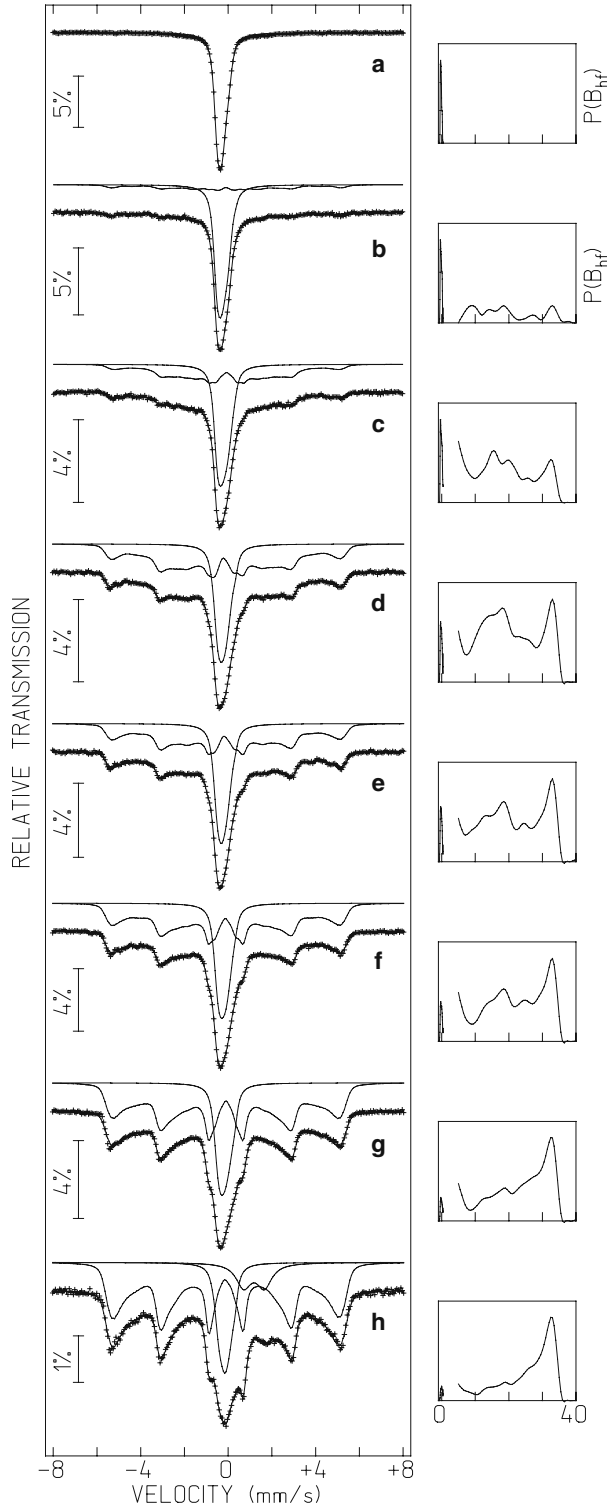 a
5%
P(B_hf)
b
5%
P(B_hf)
c
4%
d
4%
e
4%
f
4%
g
4%
h
1%
RELATIVE TRANSMISSION
-8
-4
0
+4
+8
VELOCITY (mm/s)
0
40